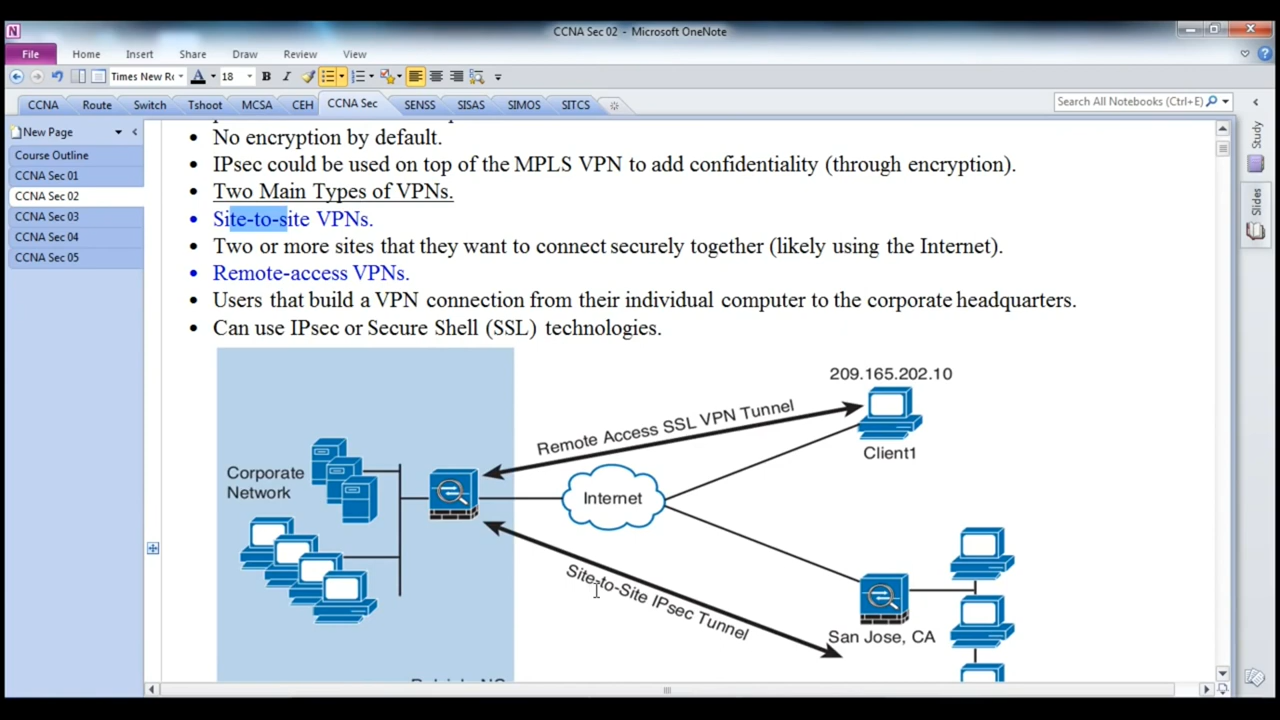 CCNA Sec 02 - Microsoft OneNote
File Home Insert Share Draw Review View
Times New Ro 18 B I
CCNA Route Switch Tshoot MCSA CEH CCNA Sec SENSS SISAS SIMOS SITCS
Search All Notebooks (Ctrl+E)
New Page
Course Outline
CCNA Sec 01
CCNA Sec 02
CCNA Sec 03
CCNA Sec 04
CCNA Sec 05
Study
Slides
• No encryption by default.
• IPsec could be used on top of the MPLS VPN to add confidentiality (through encryption).
• Two Main Types of VPNs.
• Site-to-site VPNs.
• Two or more sites that they want to connect securely together (likely using the Internet).
• Remote-access VPNs.
• Users that build a VPN connection from their individual computer to the corporate headquarters.
• Can use IPsec or Secure Shell (SSL) technologies.
209.165.202.10
Remote Access SSL VPN Tunnel
Client1
Corporate
Network
Internet
Site-to-Site IPsec Tunnel
San Jose, CA